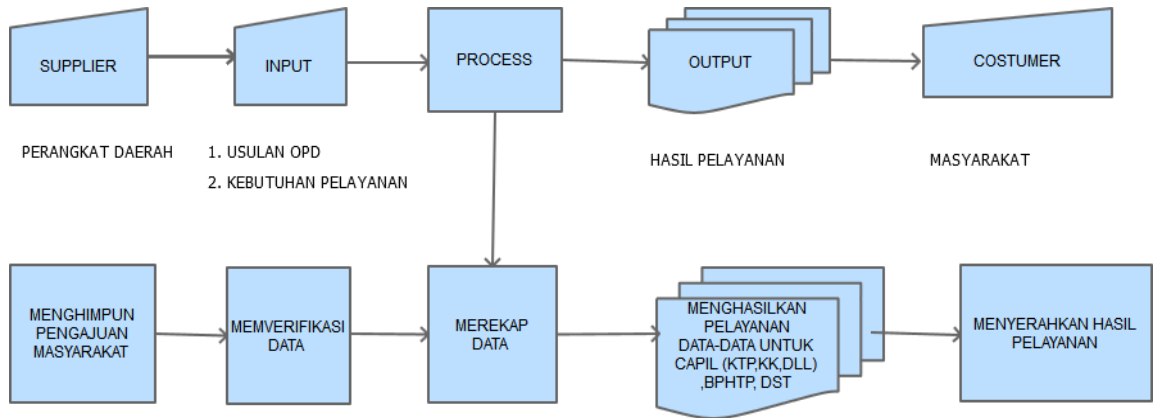 SUPPLIER
INPUT
PROCESS
OUTPUT
COSTUMER
PERANGKAT DAERAH
1. USULAN OPD
2. KEBUTUHAN PELAYANAN
HASIL PELAYANAN
MASYARAKAT
MENGHIMPUN
PENGAJUAN
MASYARAKAT
MEMVERIFIKASI
DATA
MEREKAP
DATA
MENGHASILKAN
PELAYANAN
DATA-DATA UNTUK
CAPIL (KTP,KK,DLL)
,BPHTP, DST
MENYERAHKAN HASIL
PELAYANAN